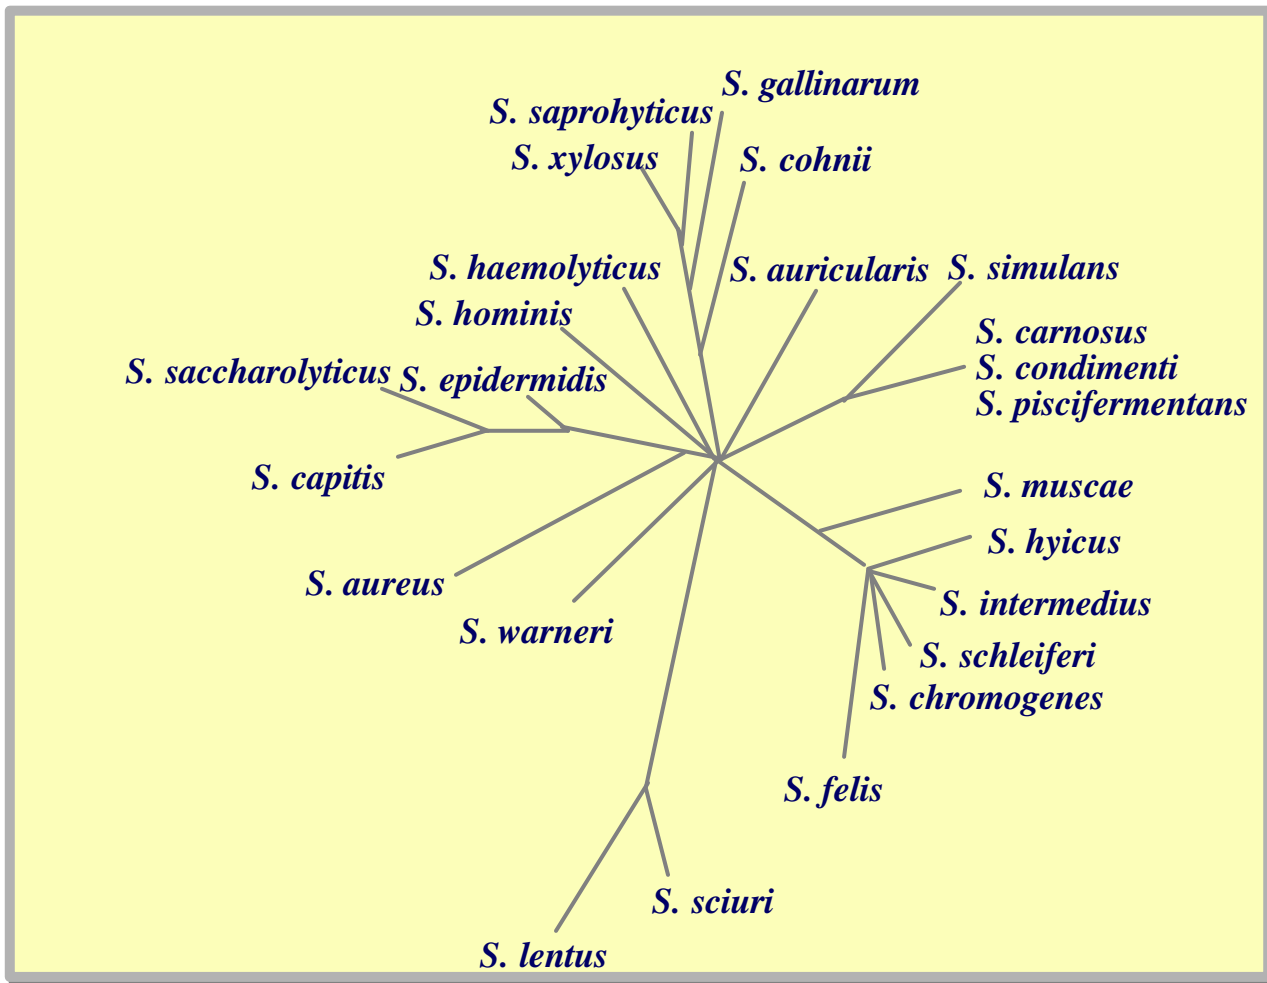 S. gallinarum
S. saprohyticus
S. xylosus
S. cohnii
S. haemolyticus
S. auricularis
S. simulans
S. hominis
S. carnosus
S. condimenti
S. piscifermentans
S. saccharolyticus
S. epidermidis
S. capitis
S. muscae
S. hyicus
S. aureus
S. intermedius
S. warneri
S. schleiferi
S. chromogenes
S. felis
S. sciuri
S. lentus